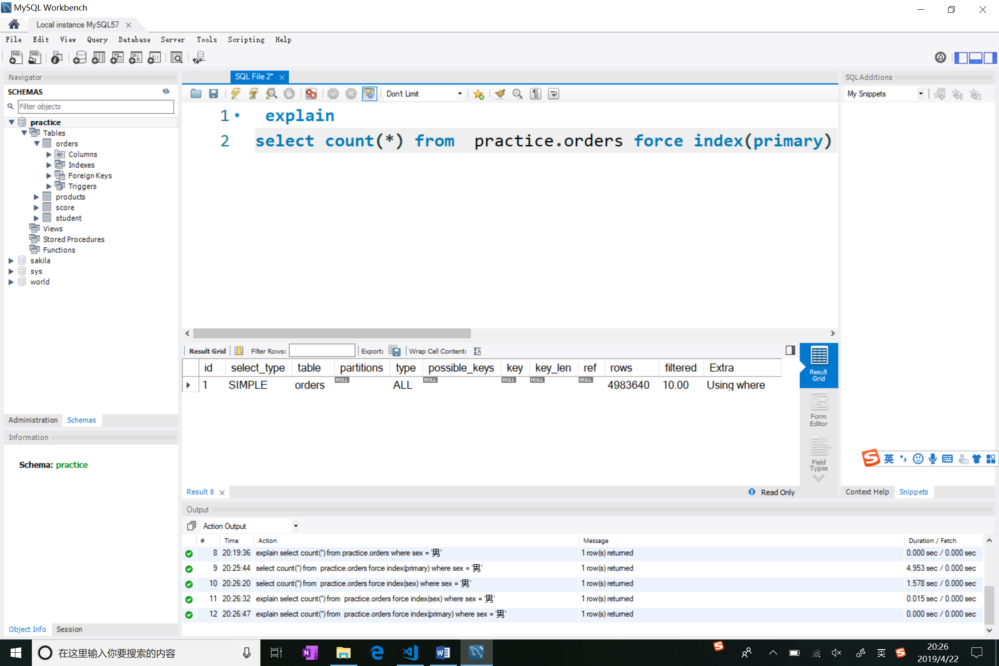 MySQL Workbench
Local instance MySQL57
File Edit View Query Database Server Tools Scripting Help
Navigator
SCHEMAS
Filter objects
practice
Tables
orders
Columns
Indexes
Foreign Keys
Triggers
products
score
student
Views
Stored Procedures
Functions
sakila
sys
world
Administration Schemas
Information
Schema: practice
Object Info Session
SQL File 2*
Don't Limit
1 explain
2 select count(*) from  practice.orders force index(primary)
Result Grid Filter Rows: Export: Wrap Cell Content:
id select_type table partitions type possible_keys key key_len ref rows filtered Extra
1 SIMPLE orders NULL ALL NULL NULL NULL NULL 4983640 10.00 Using where
Result Grid
Form Editor
Field Types
Result 8
Read Only
SQLAdditions
My Snippets
英
Context Help Snippets
Output
Action Output
# Time Action Message Duration / Fetch
8 20:19:36 explain select count(*) from practice.orders where sex = '男' 1 row(s) returned 0.000 sec / 0.000 sec
9 20:25:44 select count(*) from  practice.orders force index(primary) where sex = '男' 1 row(s) returned 4.953 sec / 0.000 sec
10 20:26:20 select count(*) from  practice.orders force index(sex) where sex = '男' 1 row(s) returned 1.578 sec / 0.000 sec
11 20:26:32 explain select count(*) from  practice.orders force index(sex) where sex = '男' 1 row(s) returned 0.015 sec / 0.000 sec
12 20:26:47 explain select count(*) from  practice.orders force index(primary) where sex = '男' 1 row(s) returned 0.000 sec / 0.000 sec
在这里输入你要搜索的内容
英
20:26
2019/4/22